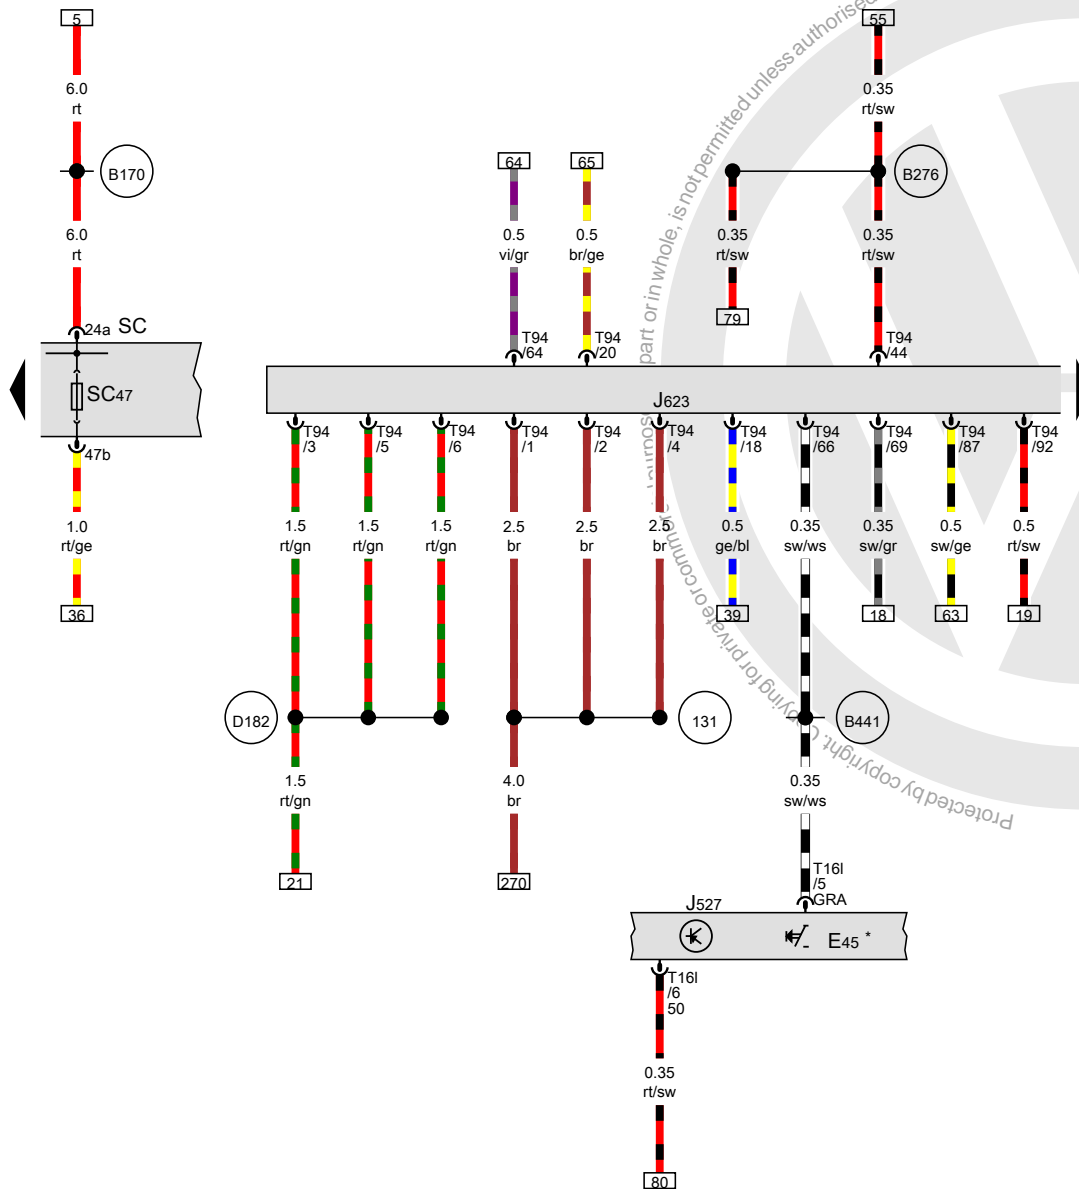 5
55
6.0
rt
0.35
rt/sw
B170
B276
64
65
6.0
rt
0.5
vi/gr
0.5
br/ge
0.35
rt/sw
0.35
rt/sw
79
24a SC
T94
/64
T94
/20
T94
/44
SC47
J623
47b
T94
/3
T94
/5
T94
/6
T94
/1
T94
/2
T94
/4
T94
/18
T94
/66
T94
/69
T94
/87
T94
/92
1.0
rt/ge
1.5
rt/gn
1.5
rt/gn
1.5
rt/gn
2.5
br
2.5
br
2.5
br
0.5
ge/bl
0.35
sw/ws
0.35
sw/gr
0.5
sw/ge
0.5
rt/sw
36
39
18
63
19
D182
131
B441
1.5
rt/gn
4.0
br
0.35
sw/ws
21
270
T16l
/5
GRA
J527
E45 *
T16l
/6
50
0.35
rt/sw
80
Protected by copyright. Copying for private or commer
part or in whole, is not permitted unless authorised